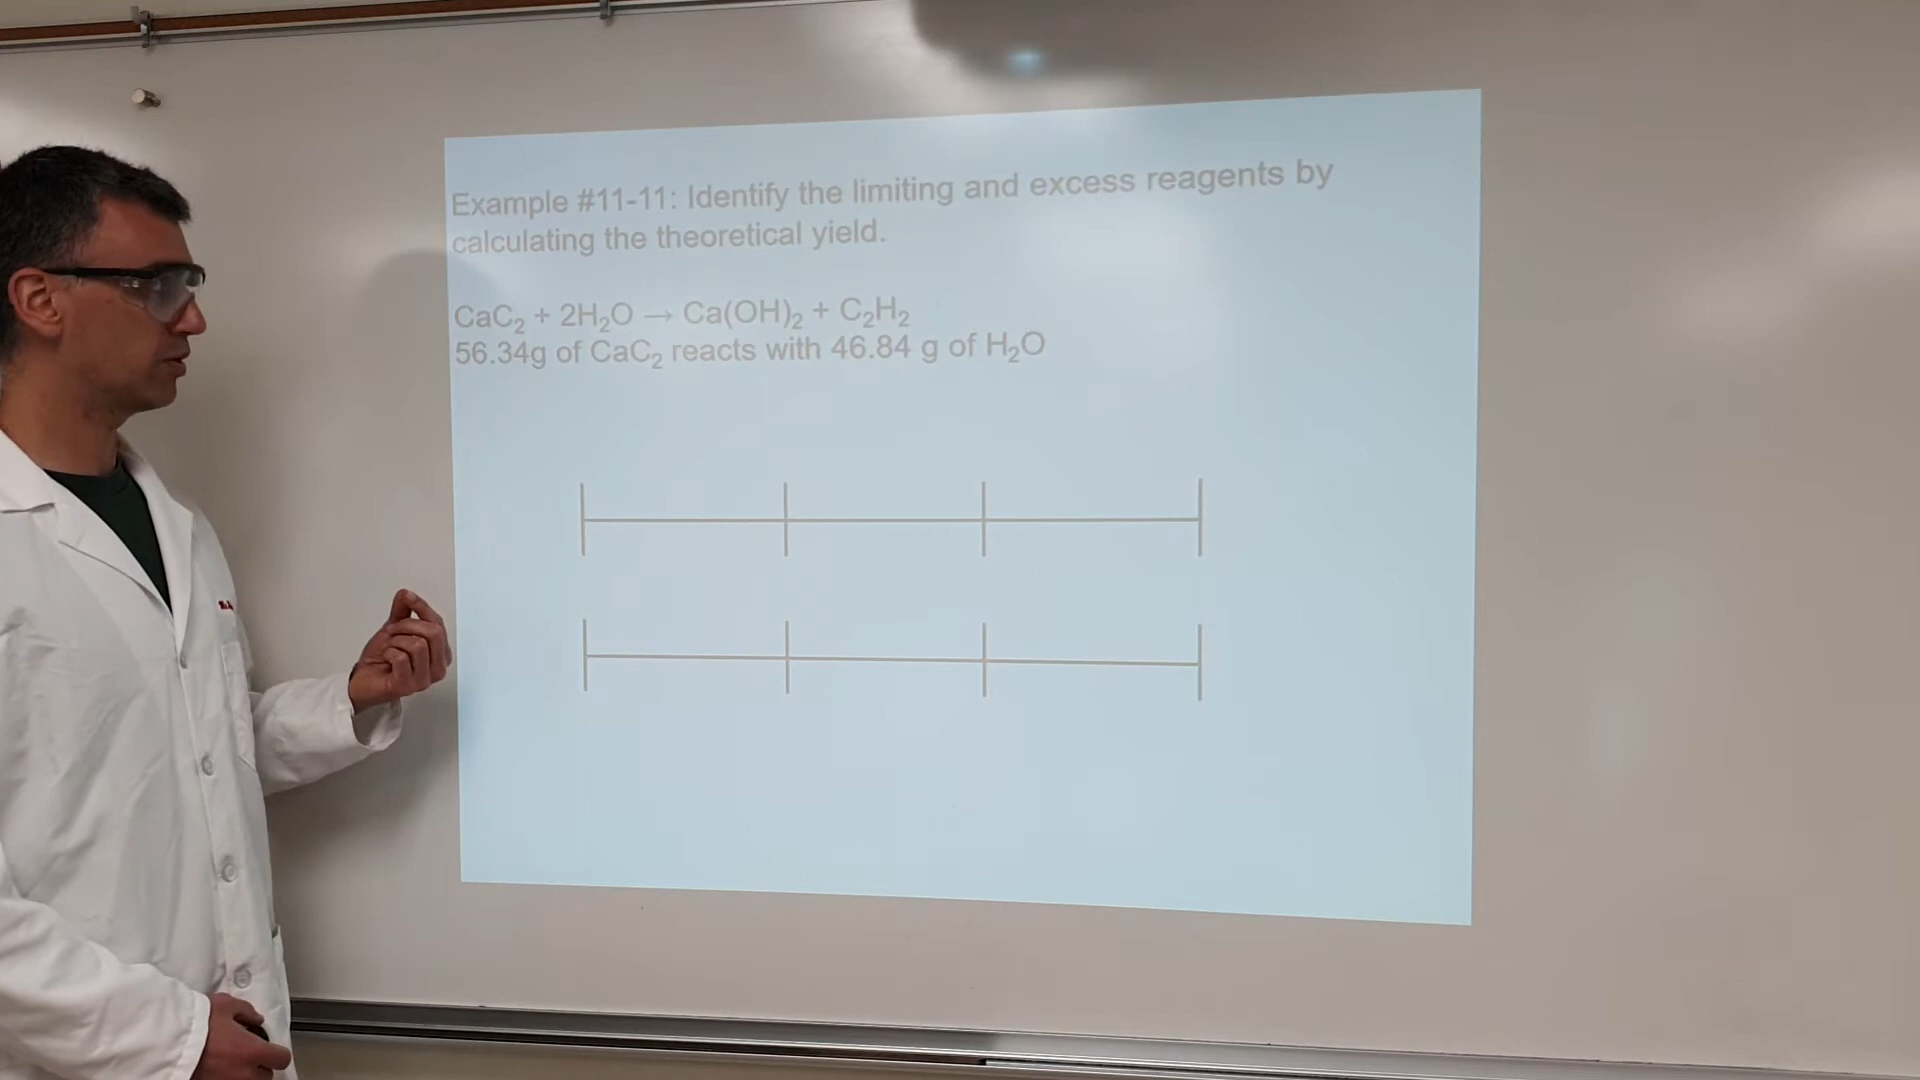 Example #11-11: Identify the limiting and excess reagents by
calculating the theoretical yield.
CaC₂ + 2H₂O → Ca(OH)₂ + C₂H₂
56.34g of CaC₂ reacts with 46.84 g of H₂O